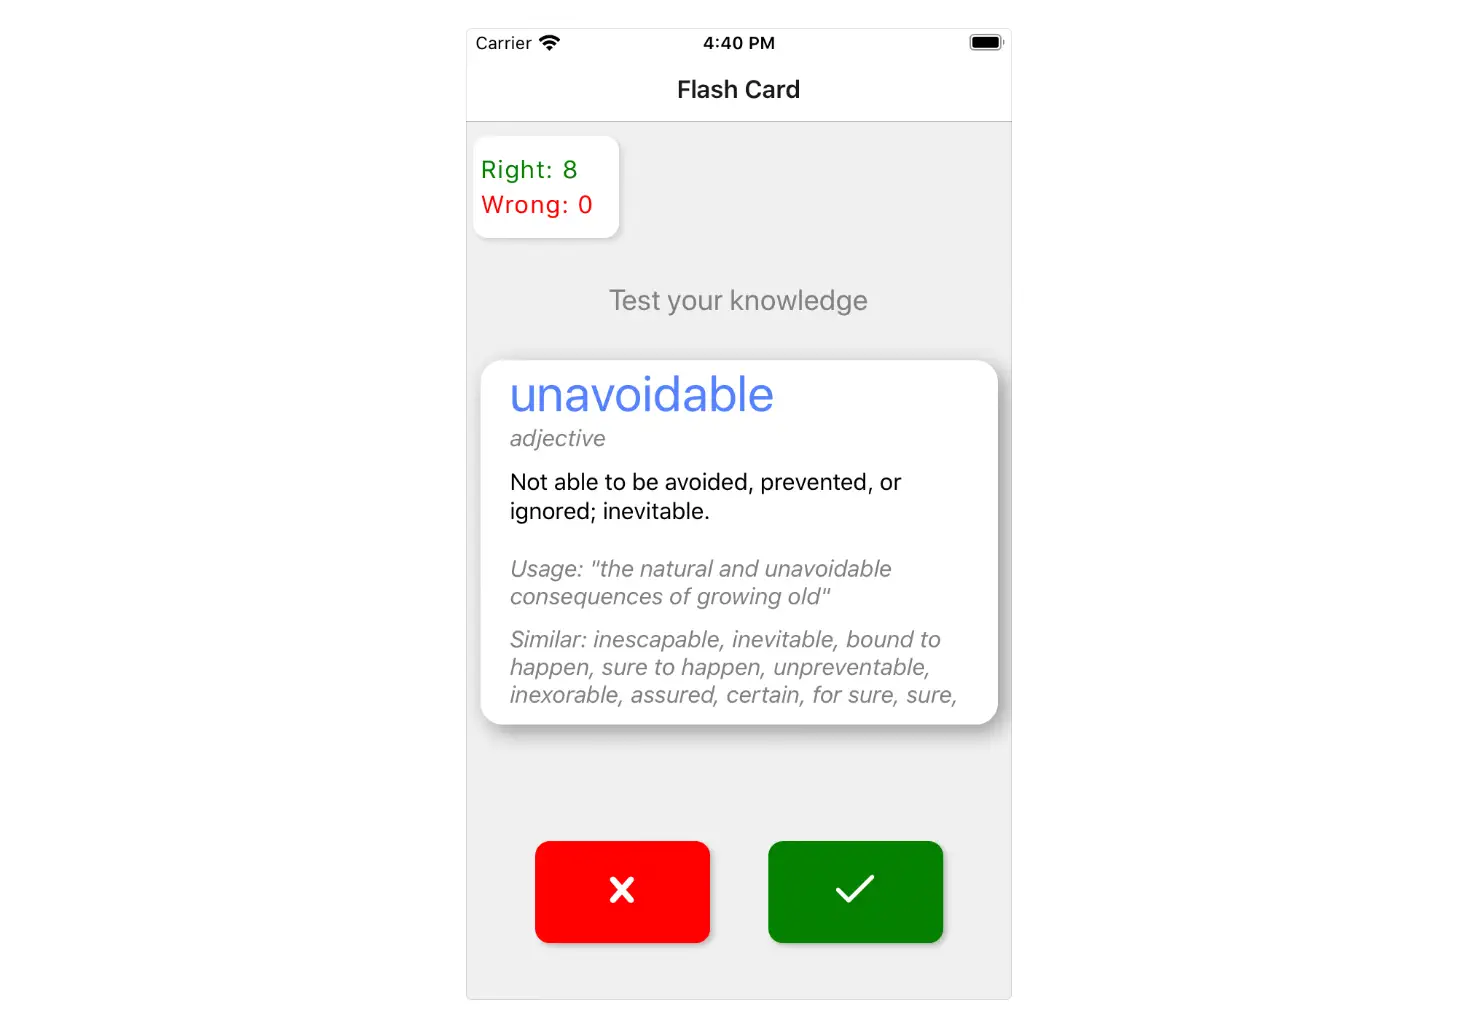 Carrier 4:40 PM
Flash Card
Right: 8
Wrong: 0
Test your knowledge
unavoidable
adjective
Not able to be avoided, prevented, or
ignored; inevitable.
Usage: "the natural and unavoidable
consequences of growing old"
Similar: inescapable, inevitable, bound to
happen, sure to happen, unpreventable,
inexorable, assured, certain, for sure, sure,